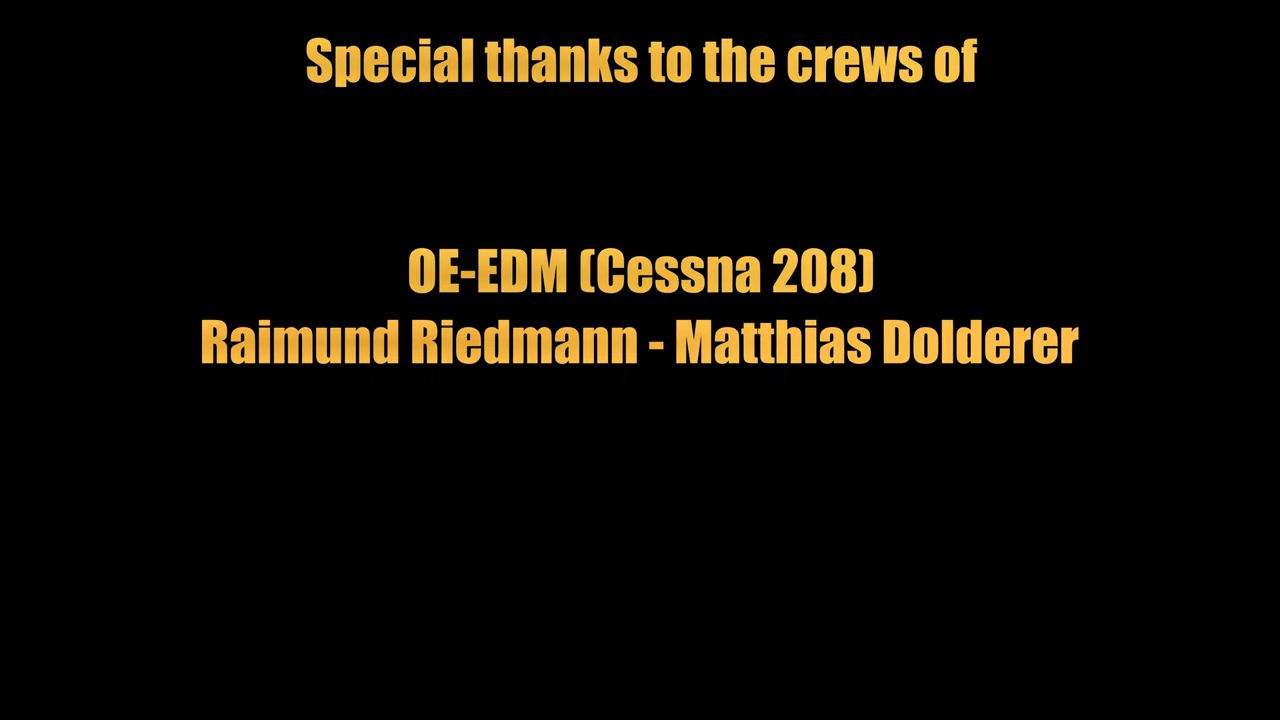 Special thanks to the crews of
OE-EDM (Cessna 208)
Raimund Riedmann - Matthias Dolderer